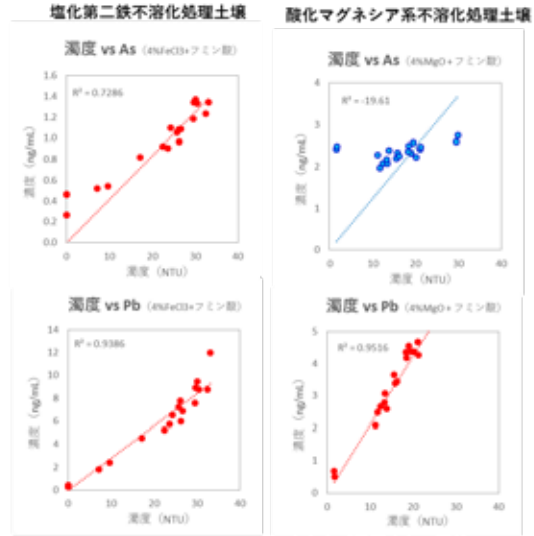 塩化第二鉄不溶化処理土壌
酸化マグネシア系不溶化処理土壌
濁度 vs As (4%FeCl3+フミン酸)
R² = 0.7286
1.6
1.4
1.2
1.0
0.8
0.6
0.4
0.2
0.0
0 10 20 30 40
濃度 (ng/mL)
濁度 (NTU)
濁度 vs As (4%MgO + フミン酸)
R² = -19.61
4
3
2
1
0
0 10 20 30 40
濃度 (ng/mL)
濁度 (NTU)
濁度 vs Pb (4%FeCl3+フミン酸)
R² = 0.9386
14
12
10
8
6
4
2
0
0 10 20 30 40
濃度 (ng/mL)
濁度 (NTU)
濁度 vs Pb (4%MgO + フミン酸)
R² = 0.9516
5
4
3
2
1
0
0 10 20 30 40
濃度 (ng/mL)
濁度 (NTU)